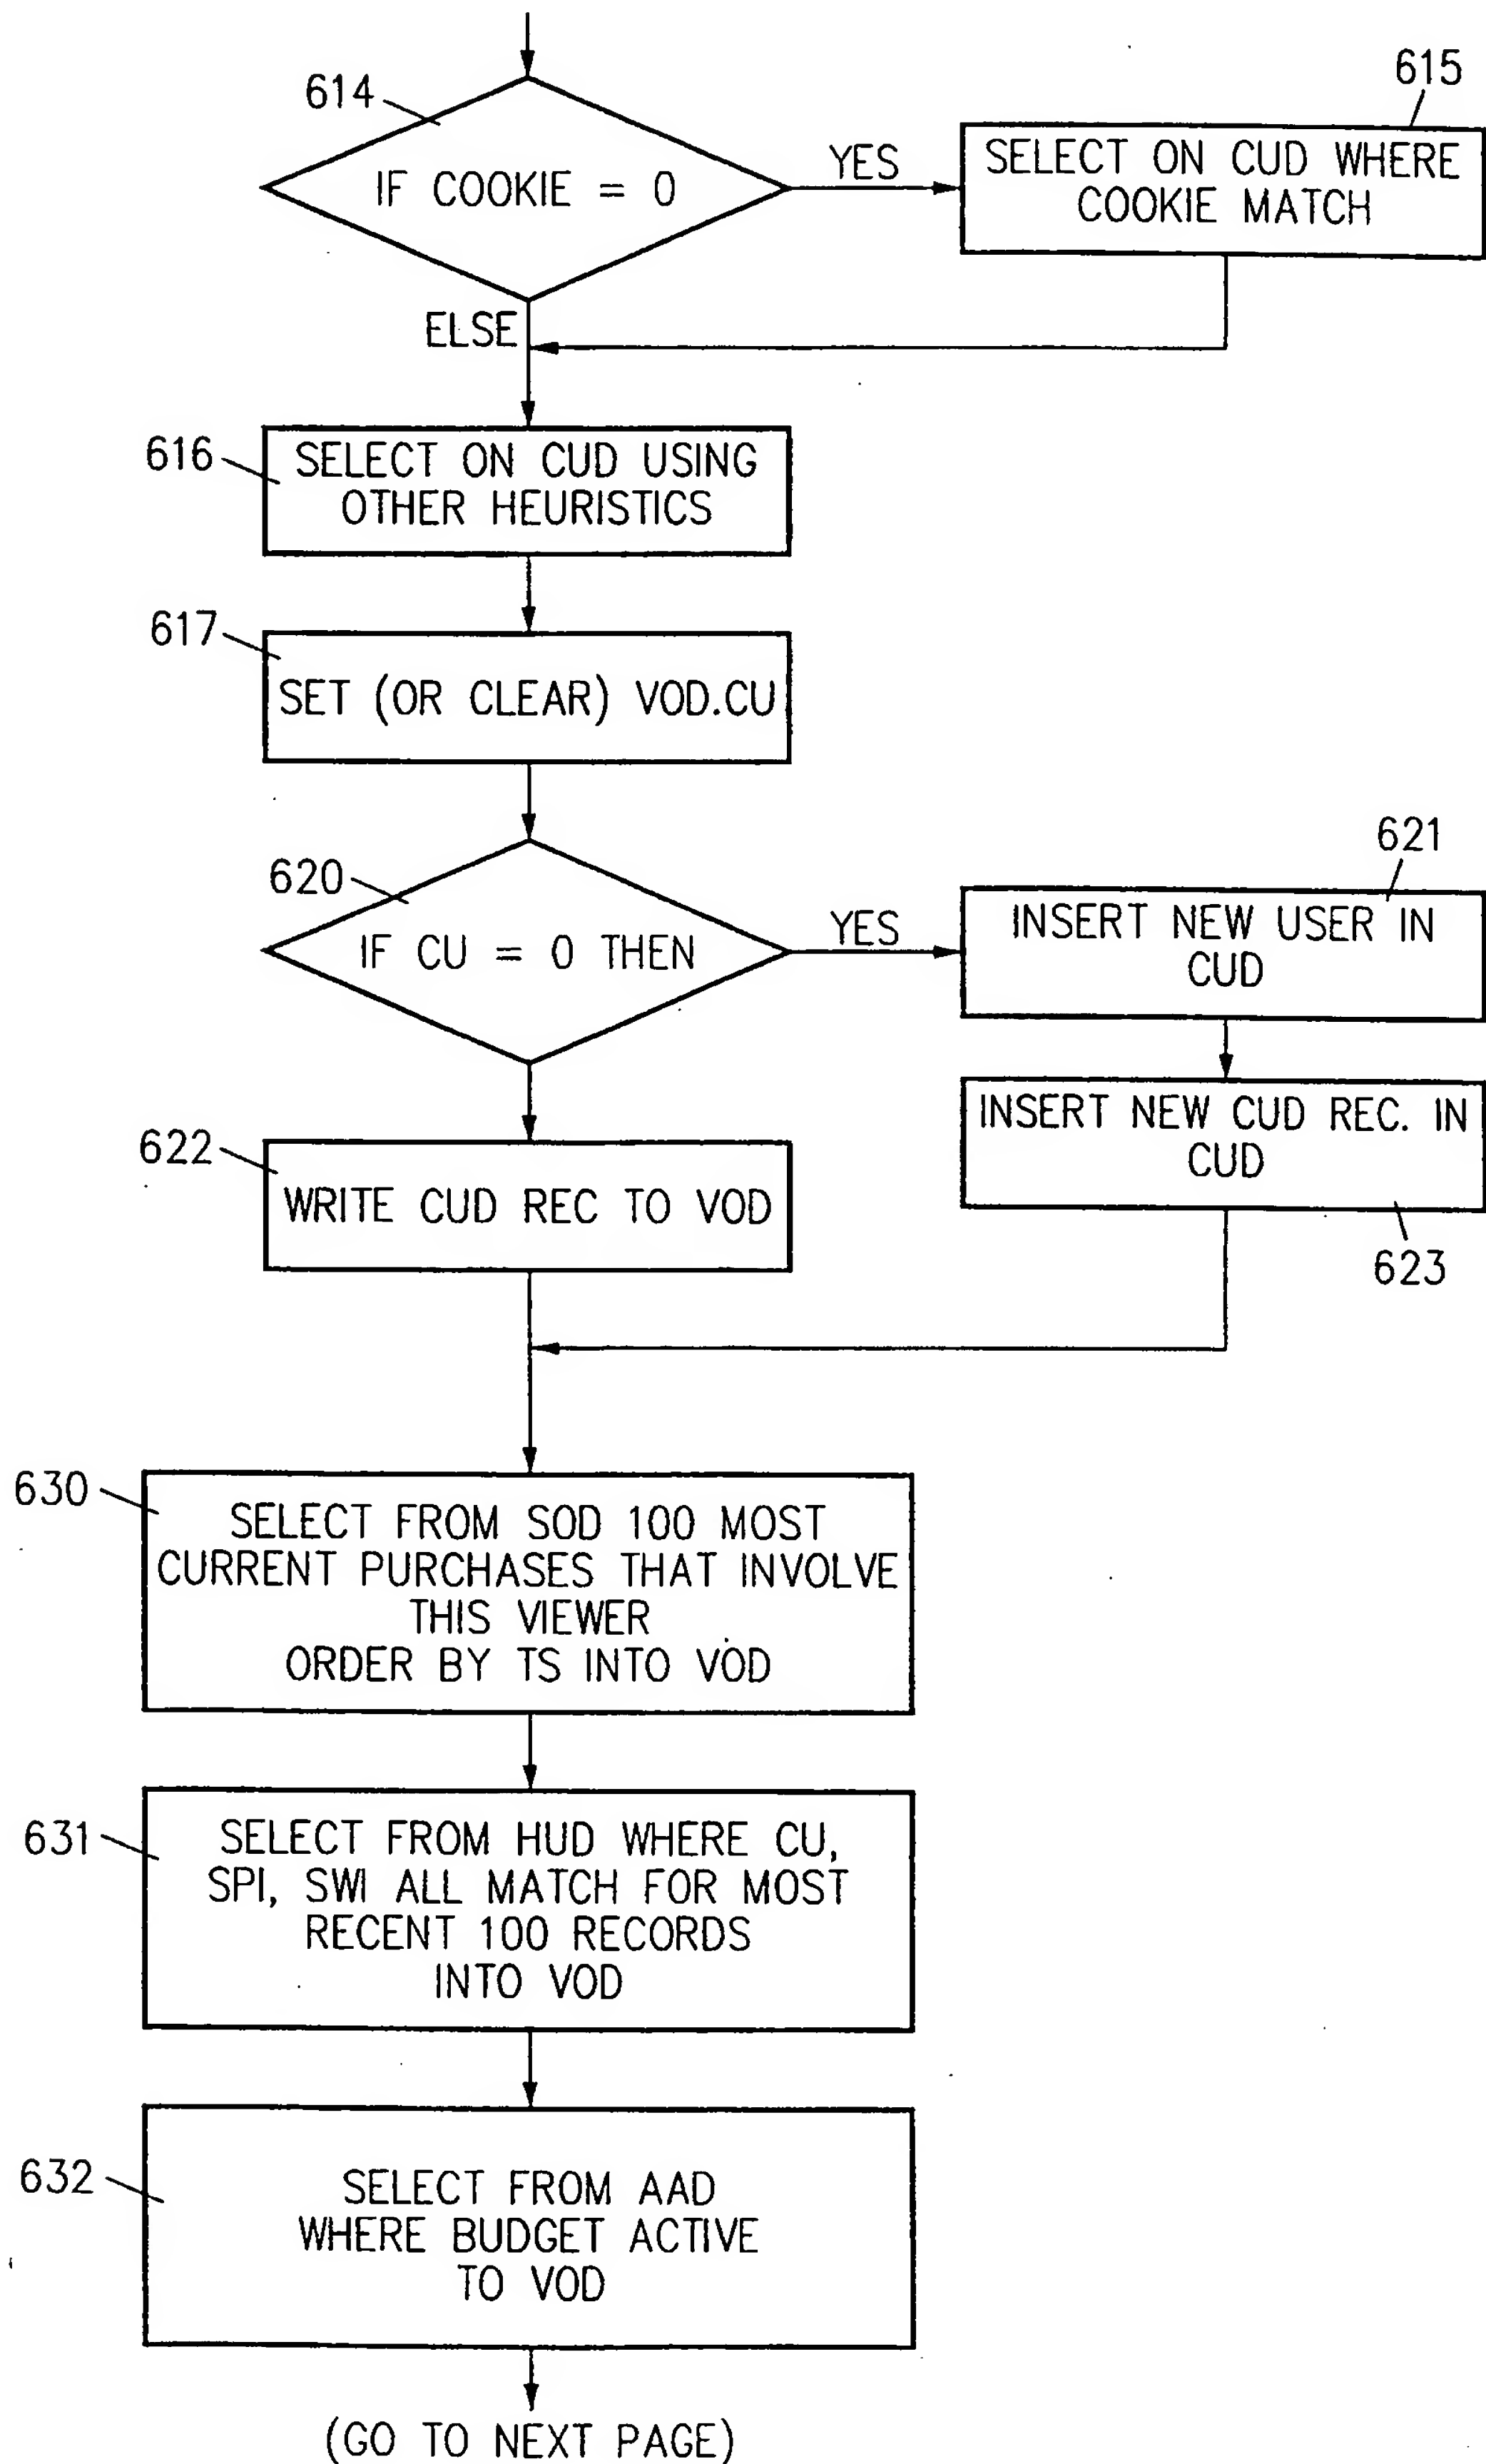 614
615
IF COOKIE = 0
YES
SELECT ON CUD WHERE
COOKIE MATCH
ELSE
616
SELECT ON CUD USING
OTHER HEURISTICS
617
SET (OR CLEAR) VOD.CU
620
621
IF CU = 0 THEN
YES
INSERT NEW USER IN
CUD
622
WRITE CUD REC TO VOD
INSERT NEW CUD REC. IN
CUD
623
630
SELECT FROM SOD 100 MOST
CURRENT PURCHASES THAT INVOLVE
THIS VIEWER
ORDER BY TS INTO VOD
631
SELECT FROM HUD WHERE CU,
SPI, SWI ALL MATCH FOR MOST
RECENT 100 RECORDS
INTO VOD
632
SELECT FROM AAD
WHERE BUDGET ACTIVE
TO VOD
(GO TO NEXT PAGE)